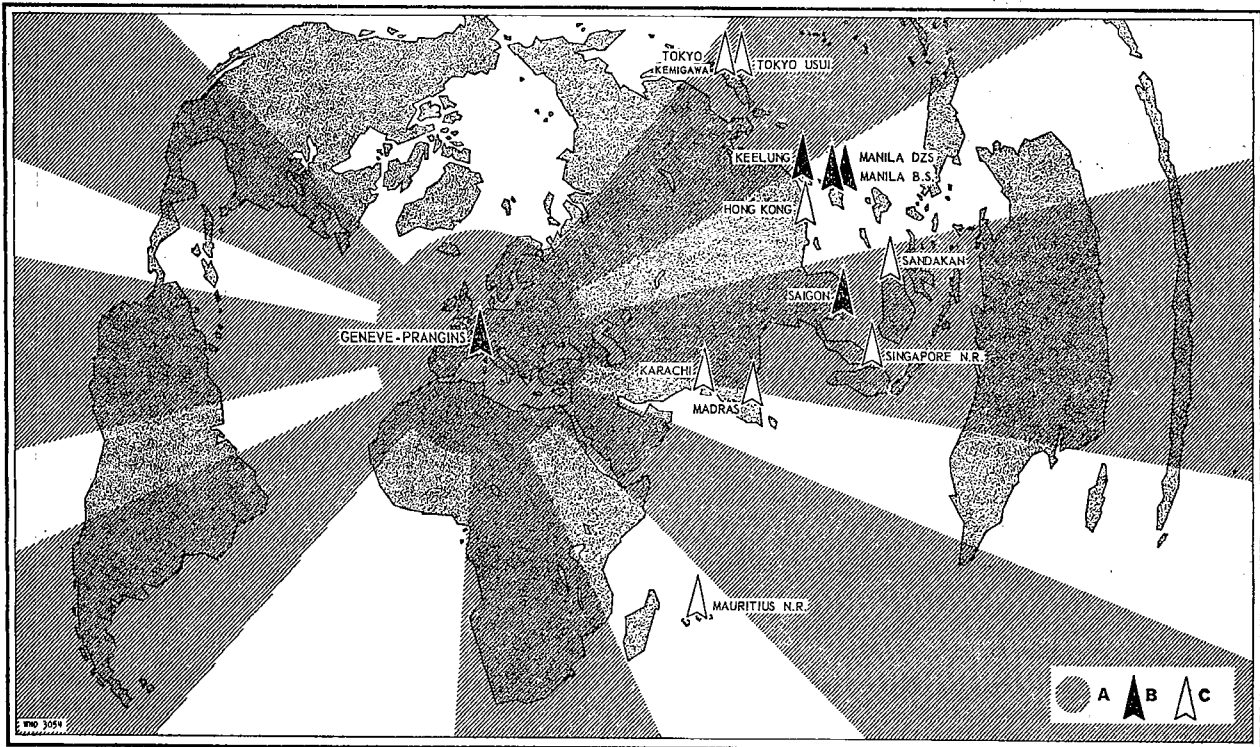 TOKYO
KEMIGAWA
TOKYO USUI
KEELUNG
MANILA DZS
MANILA B.S.
HONG KONG
SANDAKAN
SAIGON
GENEVE-PRANGINS
SINGAPORE N.R.
KARACHI
MADRAS
MAURITIUS N.R.
A B C
WHO 3054